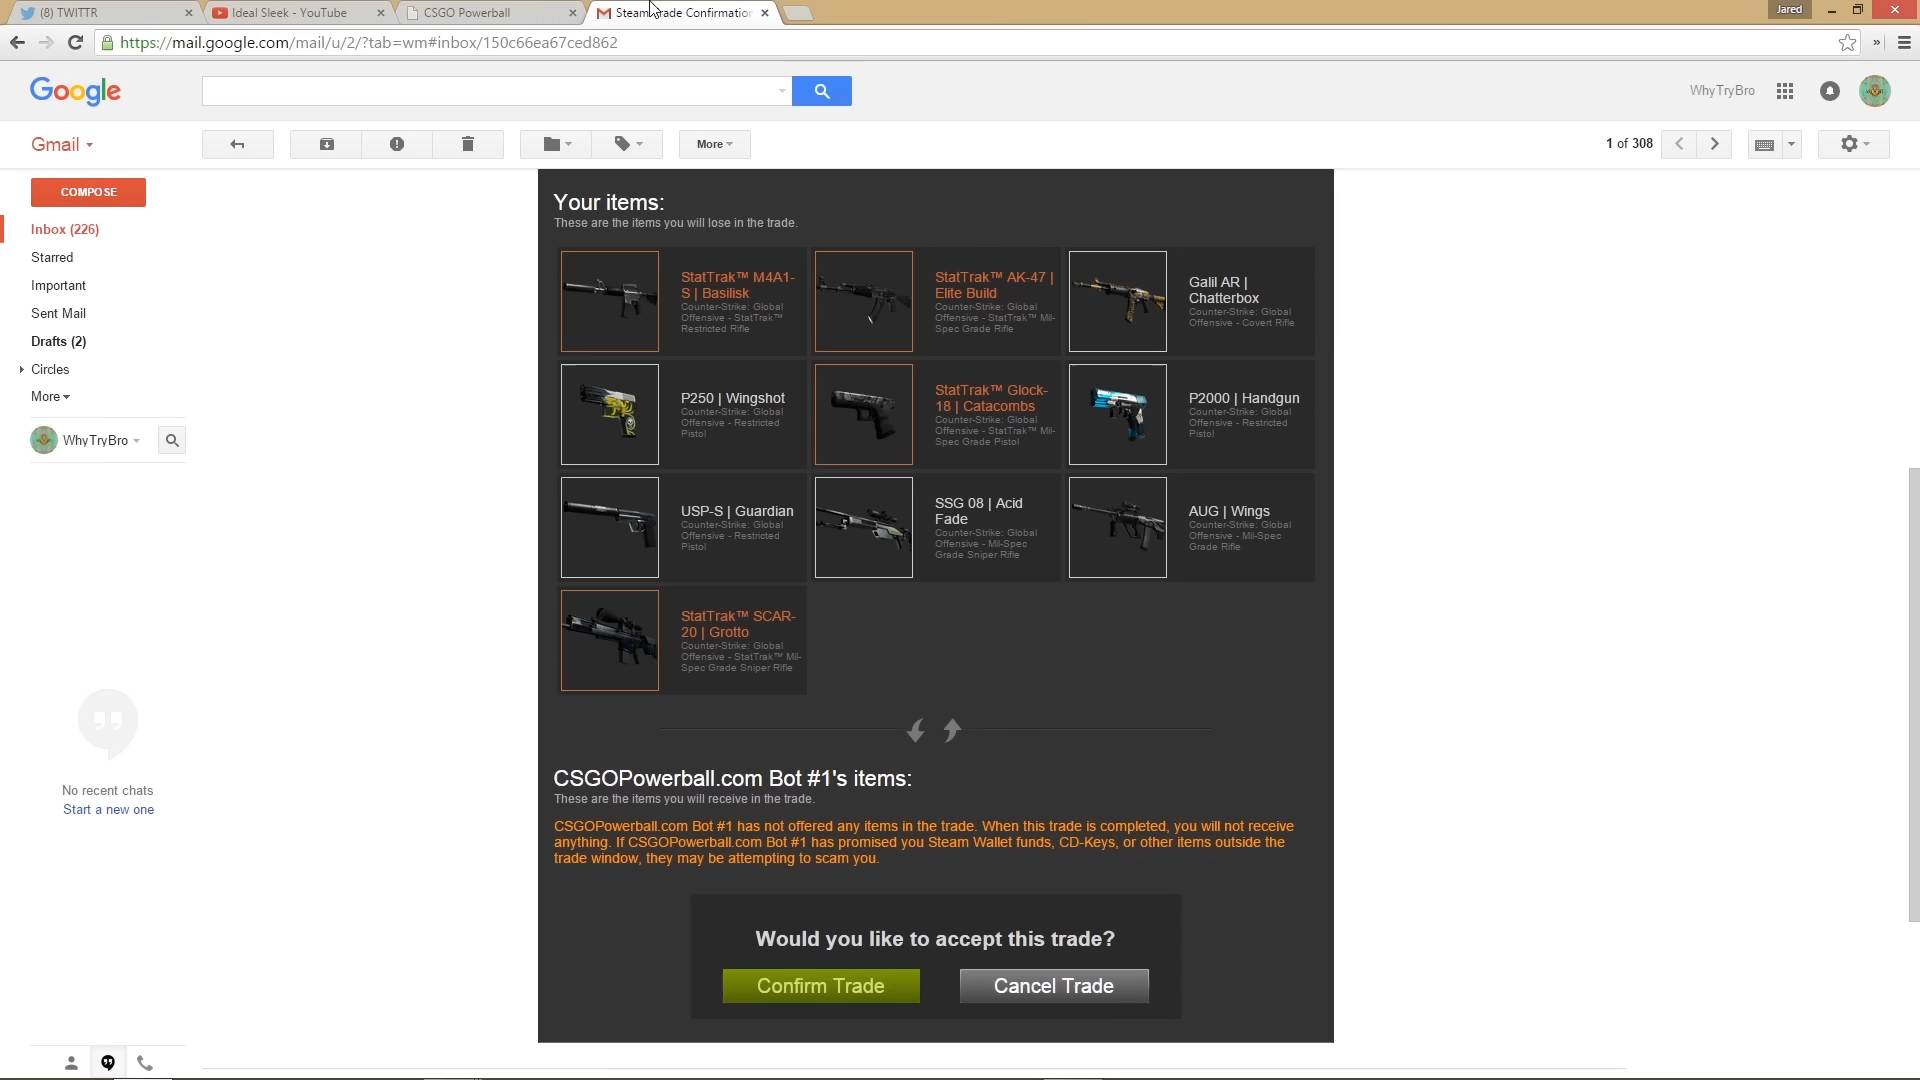 (8) TWITTR
Ideal Sleek - YouTube
CSGO Powerball
Steam Trade Confirmation
Jared
https://mail.google.com/mail/u/2/?tab=wm#inbox/150c66ea67ced862
Google
WhyTryBro
Gmail
More
1 of 308
COMPOSE
Inbox (226)
Starred
Important
Sent Mail
Drafts (2)
Circles
More
WhyTryBro
No recent chats
Start a new one
Your items:
These are the items you will lose in the trade.
StatTrak™ M4A1-
S | Basilisk
Counter-Strike: Global
Offensive - StatTrak™
Restricted Rifle
StatTrak™ AK-47 |
Elite Build
Counter-Strike: Global
Offensive - StatTrak™ Mil-
Spec Grade Rifle
Galil AR |
Chatterbox
Counter-Strike: Global
Offensive - Covert Rifle
P250 | Wingshot
Counter-Strike: Global
Offensive - Restricted
Pistol
StatTrak™ Glock-
18 | Catacombs
Counter-Strike: Global
Offensive - StatTrak™ Mil-
Spec Grade Pistol
P2000 | Handgun
Counter-Strike: Global
Offensive - Restricted
Pistol
USP-S | Guardian
Counter-Strike: Global
Offensive - Restricted
Pistol
SSG 08 | Acid
Fade
Counter-Strike: Global
Offensive - Mil-Spec
Grade Sniper Rifle
AUG | Wings
Counter-Strike: Global
Offensive - Mil-Spec
Grade Rifle
StatTrak™ SCAR-
20 | Grotto
Counter-Strike: Global
Offensive - StatTrak™ Mil-
Spec Grade Sniper Rifle
CSGOPowerball.com Bot #1's items:
These are the items you will receive in the trade.
CSGOPowerball.com Bot #1 has not offered any items in the trade. When this trade is completed, you will not receive
anything. If CSGOPowerball.com Bot #1 has promised you Steam Wallet funds, CD-Keys, or other items outside the
trade window, they may be attempting to scam you.
Would you like to accept this trade?
Confirm Trade
Cancel Trade